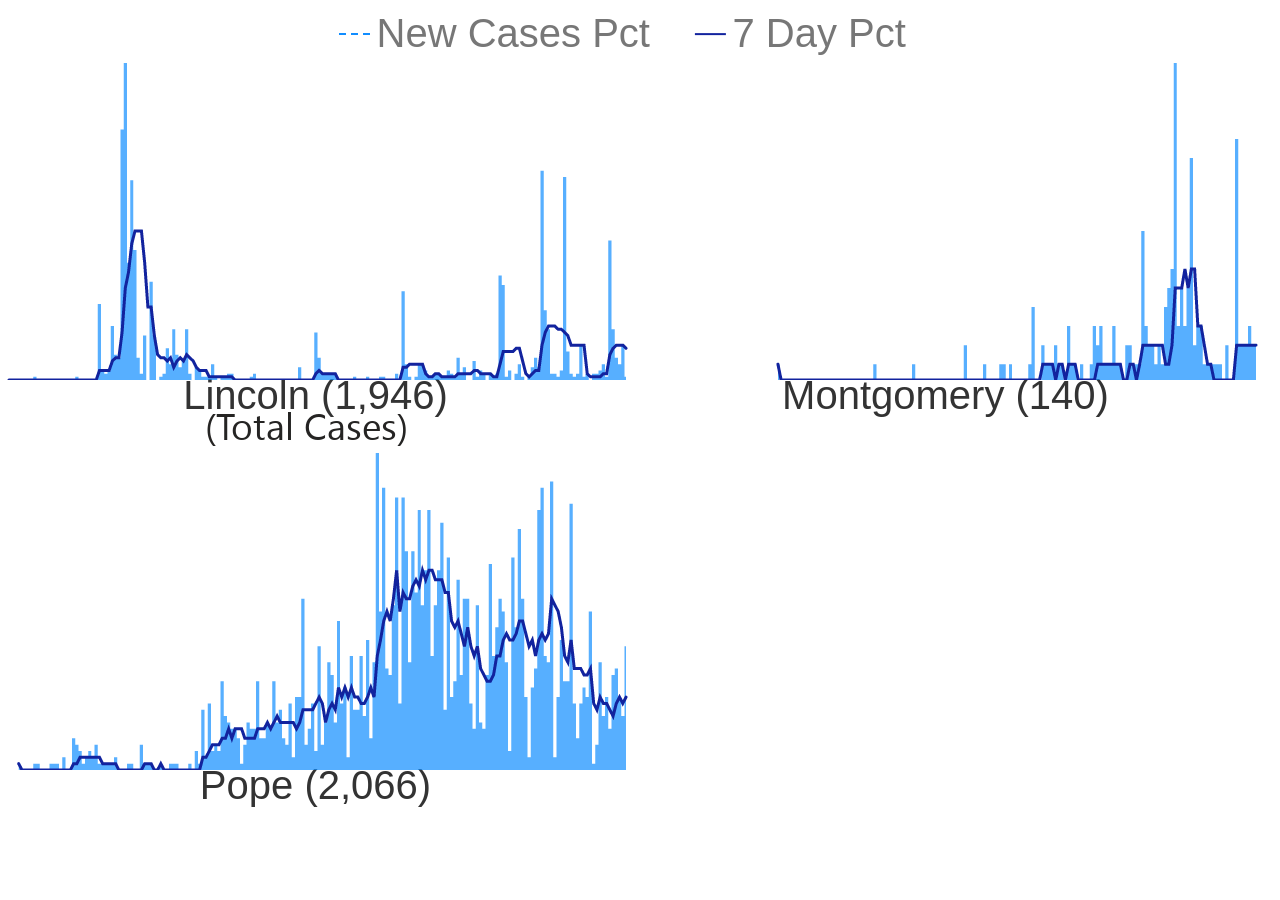 New Cases Pct 7 Day Pct
Lincoln (1,946)
(Total Cases)
Montgomery (140)
Pope (2,066)